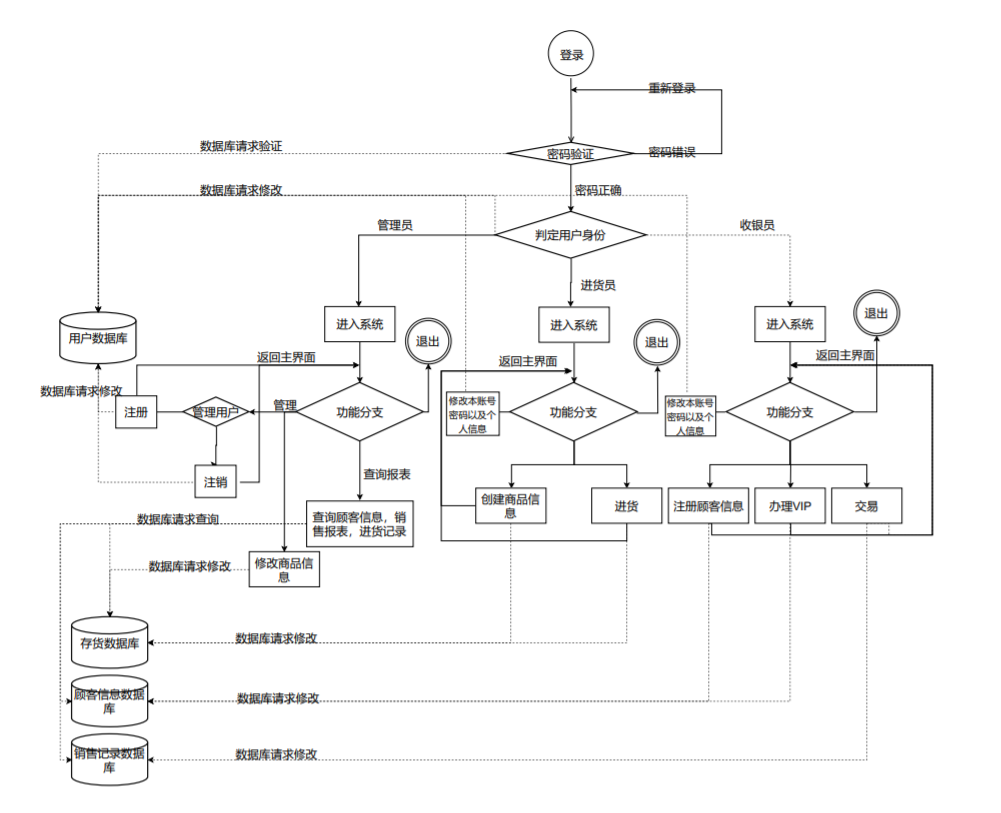 登录
重新登录
数据库请求验证
密码验证
密码错误
数据库请求修改
密码正确
管理员
判定用户身份
收银员
进货员
进入系统
进入系统
进入系统
退出
退出
退出
用户数据库
返回主界面
返回主界面
返回主界面
数据库请求修改
注册
管理用户
管理
功能分支
修改本账号
密码以及个
人信息
功能分支
修改本账号
密码以及个
人信息
功能分支
注销
查询报表
查询顾客信息，销
售报表，进货记录
创建商品信
息
进货
注册顾客信息
办理VIP
交易
数据库请求查询
数据库请求修改
修改商品信
息
存货数据库
数据库请求修改
顾客信息数据
库
数据库请求修改
销售记录数据
库
数据库请求修改